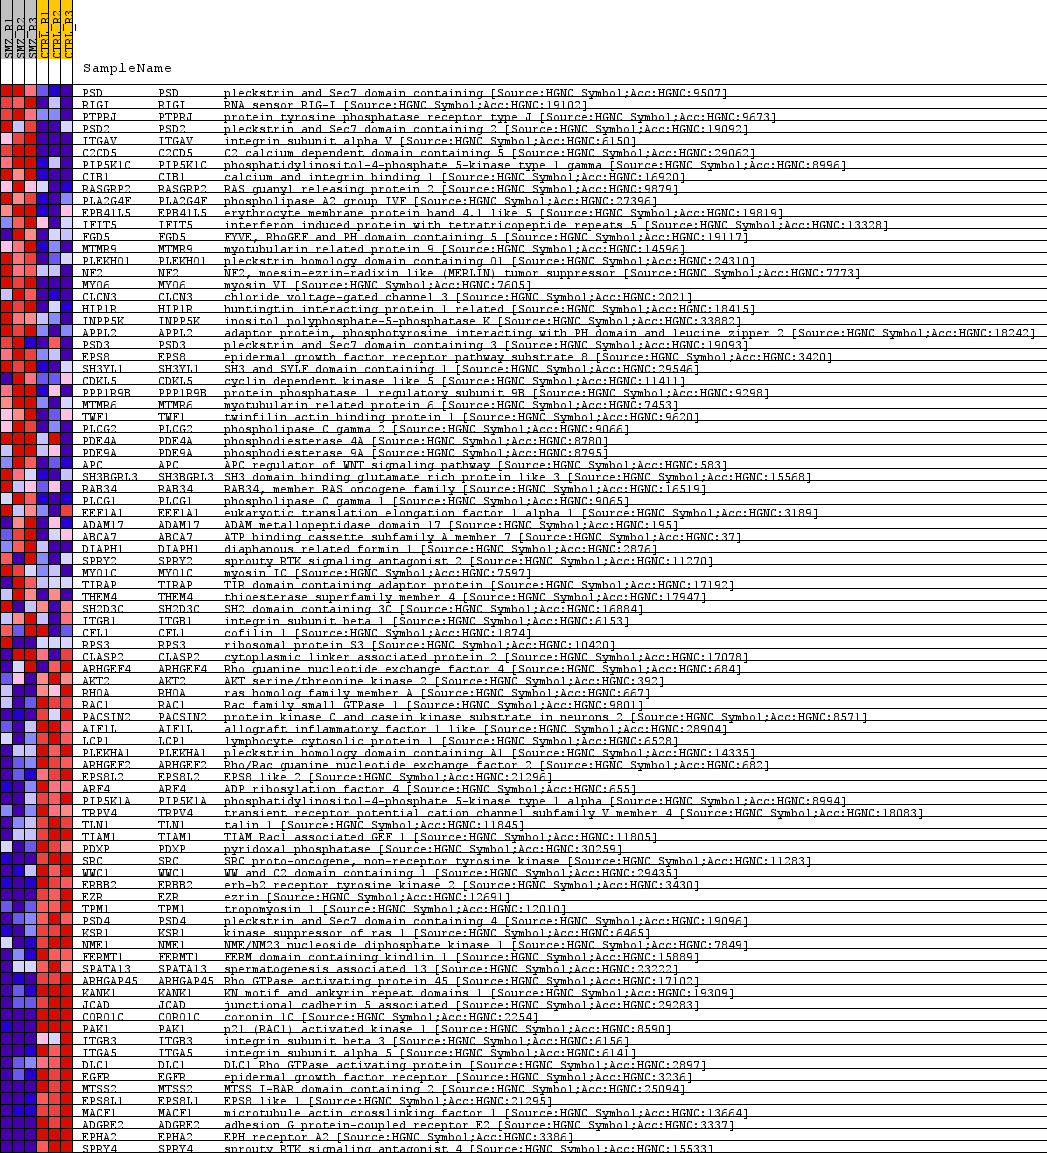 SMZ_R1
SMZ_R2
SMZ_R3
CTRL_R1
CTRL_R2
CTRL_R3
SampleName
PSD PSD pleckstrin and Sec7 domain containing [Source:HGNC Symbol;Acc:HGNC:9507]
RIGI RIGI RNA sensor RIG-I [Source:HGNC Symbol;Acc:HGNC:19102]
PTPRJ PTPRJ protein tyrosine phosphatase receptor type J [Source:HGNC Symbol;Acc:HGNC:9673]
PSD2 PSD2 pleckstrin and Sec7 domain containing 2 [Source:HGNC Symbol;Acc:HGNC:19092]
ITGAV ITGAV integrin subunit alpha V [Source:HGNC Symbol;Acc:HGNC:6150]
C2CD5 C2CD5 C2 calcium dependent domain containing 5 [Source:HGNC Symbol;Acc:HGNC:29062]
PIP5K1C PIP5K1C phosphatidylinositol-4-phosphate 5-kinase type 1 gamma [Source:HGNC Symbol;Acc:HGNC:8996]
CIB1 CIB1 calcium and integrin binding 1 [Source:HGNC Symbol;Acc:HGNC:16920]
RASGRP2 RASGRP2 RAS guanyl releasing protein 2 [Source:HGNC Symbol;Acc:HGNC:9879]
PLA2G4F PLA2G4F phospholipase A2 group IVF [Source:HGNC Symbol;Acc:HGNC:27396]
EPB41L5 EPB41L5 erythrocyte membrane protein band 4.1 like 5 [Source:HGNC Symbol;Acc:HGNC:19819]
IFIT5 IFIT5 interferon induced protein with tetratricopeptide repeats 5 [Source:HGNC Symbol;Acc:HGNC:13328]
FGD5 FGD5 FYVE, RhoGEF and PH domain containing 5 [Source:HGNC Symbol;Acc:HGNC:19117]
MTMR9 MTMR9 myotubularin related protein 9 [Source:HGNC Symbol;Acc:HGNC:14596]
PLEKHO1 PLEKHO1 pleckstrin homology domain containing O1 [Source:HGNC Symbol;Acc:HGNC:24310]
NF2 NF2 NF2, moesin-ezrin-radixin like (MERLIN) tumor suppressor [Source:HGNC Symbol;Acc:HGNC:7773]
MYO6 MYO6 myosin VI [Source:HGNC Symbol;Acc:HGNC:7605]
CLCN3 CLCN3 chloride voltage-gated channel 3 [Source:HGNC Symbol;Acc:HGNC:2021]
HIP1R HIP1R huntingtin interacting protein 1 related [Source:HGNC Symbol;Acc:HGNC:18415]
INPP5K INPP5K inositol polyphosphate-5-phosphatase K [Source:HGNC Symbol;Acc:HGNC:33882]
APPL2 APPL2 adaptor protein, phosphotyrosine interacting with PH domain and leucine zipper 2 [Source:HGNC Symbol;Acc:HGNC:18242]
PSD3 PSD3 pleckstrin and Sec7 domain containing 3 [Source:HGNC Symbol;Acc:HGNC:19093]
EPS8 EPS8 epidermal growth factor receptor pathway substrate 8 [Source:HGNC Symbol;Acc:HGNC:3420]
SH3YL1 SH3YL1 SH3 and SYLF domain containing 1 [Source:HGNC Symbol;Acc:HGNC:29546]
CDKL5 CDKL5 cyclin dependent kinase like 5 [Source:HGNC Symbol;Acc:HGNC:11411]
PPP1R9B PPP1R9B protein phosphatase 1 regulatory subunit 9B [Source:HGNC Symbol;Acc:HGNC:9298]
MTMR6 MTMR6 myotubularin related protein 6 [Source:HGNC Symbol;Acc:HGNC:7453]
TWF1 TWF1 twinfilin actin binding protein 1 [Source:HGNC Symbol;Acc:HGNC:9620]
PLCG2 PLCG2 phospholipase C gamma 2 [Source:HGNC Symbol;Acc:HGNC:9066]
PDE4A PDE4A phosphodiesterase 4A [Source:HGNC Symbol;Acc:HGNC:8780]
PDE9A PDE9A phosphodiesterase 9A [Source:HGNC Symbol;Acc:HGNC:8795]
APC APC APC regulator of WNT signaling pathway [Source:HGNC Symbol;Acc:HGNC:583]
SH3BGRL3 SH3BGRL3 SH3 domain binding glutamate rich protein like 3 [Source:HGNC Symbol;Acc:HGNC:15568]
RAB34 RAB34 RAB34, member RAS oncogene family [Source:HGNC Symbol;Acc:HGNC:16519]
PLCG1 PLCG1 phospholipase C gamma 1 [Source:HGNC Symbol;Acc:HGNC:9065]
EEF1A1 EEF1A1 eukaryotic translation elongation factor 1 alpha 1 [Source:HGNC Symbol;Acc:HGNC:3189]
ADAM17 ADAM17 ADAM metallopeptidase domain 17 [Source:HGNC Symbol;Acc:HGNC:195]
ABCA7 ABCA7 ATP binding cassette subfamily A member 7 [Source:HGNC Symbol;Acc:HGNC:37]
DIAPH1 DIAPH1 diaphanous related formin 1 [Source:HGNC Symbol;Acc:HGNC:2876]
SPRY2 SPRY2 sprouty RTK signaling antagonist 2 [Source:HGNC Symbol;Acc:HGNC:11270]
MYO1C MYO1C myosin IC [Source:HGNC Symbol;Acc:HGNC:7597]
TIRAP TIRAP TIR domain containing adaptor protein [Source:HGNC Symbol;Acc:HGNC:17192]
THEM4 THEM4 thioesterase superfamily member 4 [Source:HGNC Symbol;Acc:HGNC:17947]
SH2D3C SH2D3C SH2 domain containing 3C [Source:HGNC Symbol;Acc:HGNC:16884]
ITGB1 ITGB1 integrin subunit beta 1 [Source:HGNC Symbol;Acc:HGNC:6153]
CFL1 CFL1 cofilin 1 [Source:HGNC Symbol;Acc:HGNC:1874]
RPS3 RPS3 ribosomal protein S3 [Source:HGNC Symbol;Acc:HGNC:10420]
CLASP2 CLASP2 cytoplasmic linker associated protein 2 [Source:HGNC Symbol;Acc:HGNC:17078]
ARHGEF4 ARHGEF4 Rho guanine nucleotide exchange factor 4 [Source:HGNC Symbol;Acc:HGNC:684]
AKT2 AKT2 AKT serine/threonine kinase 2 [Source:HGNC Symbol;Acc:HGNC:392]
RHOA RHOA ras homolog family member A [Source:HGNC Symbol;Acc:HGNC:667]
RAC1 RAC1 Rac family small GTPase 1 [Source:HGNC Symbol;Acc:HGNC:9801]
PACSIN2 PACSIN2 protein kinase C and casein kinase substrate in neurons 2 [Source:HGNC Symbol;Acc:HGNC:8571]
AIF1L AIF1L allograft inflammatory factor 1 like [Source:HGNC Symbol;Acc:HGNC:28904]
LCP1 LCP1 lymphocyte cytosolic protein 1 [Source:HGNC Symbol;Acc:HGNC:6528]
PLEKHA1 PLEKHA1 pleckstrin homology domain containing A1 [Source:HGNC Symbol;Acc:HGNC:14335]
ARHGEF2 ARHGEF2 Rho/Rac guanine nucleotide exchange factor 2 [Source:HGNC Symbol;Acc:HGNC:682]
EPS8L2 EPS8L2 EPS8 like 2 [Source:HGNC Symbol;Acc:HGNC:21296]
ARF4 ARF4 ADP ribosylation factor 4 [Source:HGNC Symbol;Acc:HGNC:655]
PIP5K1A PIP5K1A phosphatidylinositol-4-phosphate 5-kinase type 1 alpha [Source:HGNC Symbol;Acc:HGNC:8994]
TRPV4 TRPV4 transient receptor potential cation channel subfamily V member 4 [Source:HGNC Symbol;Acc:HGNC:18083]
TLN1 TLN1 talin 1 [Source:HGNC Symbol;Acc:HGNC:11845]
TIAM1 TIAM1 TIAM Rac1 associated GEF 1 [Source:HGNC Symbol;Acc:HGNC:11805]
PDXP PDXP pyridoxal phosphatase [Source:HGNC Symbol;Acc:HGNC:30259]
SRC SRC SRC proto-oncogene, non-receptor tyrosine kinase [Source:HGNC Symbol;Acc:HGNC:11283]
WWC1 WWC1 WW and C2 domain containing 1 [Source:HGNC Symbol;Acc:HGNC:29435]
ERBB2 ERBB2 erb-b2 receptor tyrosine kinase 2 [Source:HGNC Symbol;Acc:HGNC:3430]
EZR EZR ezrin [Source:HGNC Symbol;Acc:HGNC:12691]
TPM1 TPM1 tropomyosin 1 [Source:HGNC Symbol;Acc:HGNC:12010]
PSD4 PSD4 pleckstrin and Sec7 domain containing 4 [Source:HGNC Symbol;Acc:HGNC:19096]
KSR1 KSR1 kinase suppressor of ras 1 [Source:HGNC Symbol;Acc:HGNC:6465]
NME1 NME1 NME/NM23 nucleoside diphosphate kinase 1 [Source:HGNC Symbol;Acc:HGNC:7849]
FERMT1 FERMT1 FERM domain containing kindlin 1 [Source:HGNC Symbol;Acc:HGNC:15889]
SPATA13 SPATA13 spermatogenesis associated 13 [Source:HGNC Symbol;Acc:HGNC:23222]
ARHGAP45 ARHGAP45 Rho GTPase activating protein 45 [Source:HGNC Symbol;Acc:HGNC:17102]
KANK1 KANK1 KN motif and ankyrin repeat domains 1 [Source:HGNC Symbol;Acc:HGNC:19309]
JCAD JCAD junctional cadherin 5 associated [Source:HGNC Symbol;Acc:HGNC:29283]
CORO1C CORO1C coronin 1C [Source:HGNC Symbol;Acc:HGNC:2254]
PAK1 PAK1 p21 (RAC1) activated kinase 1 [Source:HGNC Symbol;Acc:HGNC:8590]
ITGB3 ITGB3 integrin subunit beta 3 [Source:HGNC Symbol;Acc:HGNC:6156]
ITGA5 ITGA5 integrin subunit alpha 5 [Source:HGNC Symbol;Acc:HGNC:6141]
DLC1 DLC1 DLC1 Rho GTPase activating protein [Source:HGNC Symbol;Acc:HGNC:2897]
EGFR EGFR epidermal growth factor receptor [Source:HGNC Symbol;Acc:HGNC:3236]
MTSS2 MTSS2 MTSS I-BAR domain containing 2 [Source:HGNC Symbol;Acc:HGNC:25094]
EPS8L1 EPS8L1 EPS8 like 1 [Source:HGNC Symbol;Acc:HGNC:21295]
MACF1 MACF1 microtubule actin crosslinking factor 1 [Source:HGNC Symbol;Acc:HGNC:13664]
ADGRE2 ADGRE2 adhesion G protein-coupled receptor E2 [Source:HGNC Symbol;Acc:HGNC:3337]
EPHA2 EPHA2 EPH receptor A2 [Source:HGNC Symbol;Acc:HGNC:3386]
SPRY4 SPRY4 sprouty RTK signaling antagonist 4 [Source:HGNC Symbol;Acc:HGNC:15533]